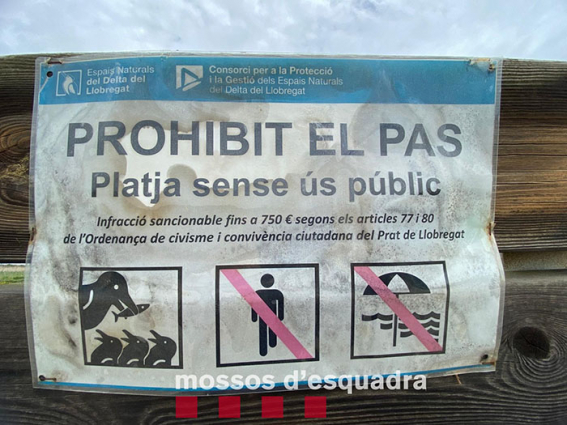 Espais Naturals
del Delta del
Llobregat
Consorci per a la Protecció
i la Gestió dels Espais Naturals
del Delta del Llobregat
PROHIBIT EL PAS
Platja sense ús públic
Infracció sancionable fins a 750 € segons els articles 77 i 80
de l'Ordenança de civisme i convivència ciutadana del Prat de Llobregat
mossos d'esquadra